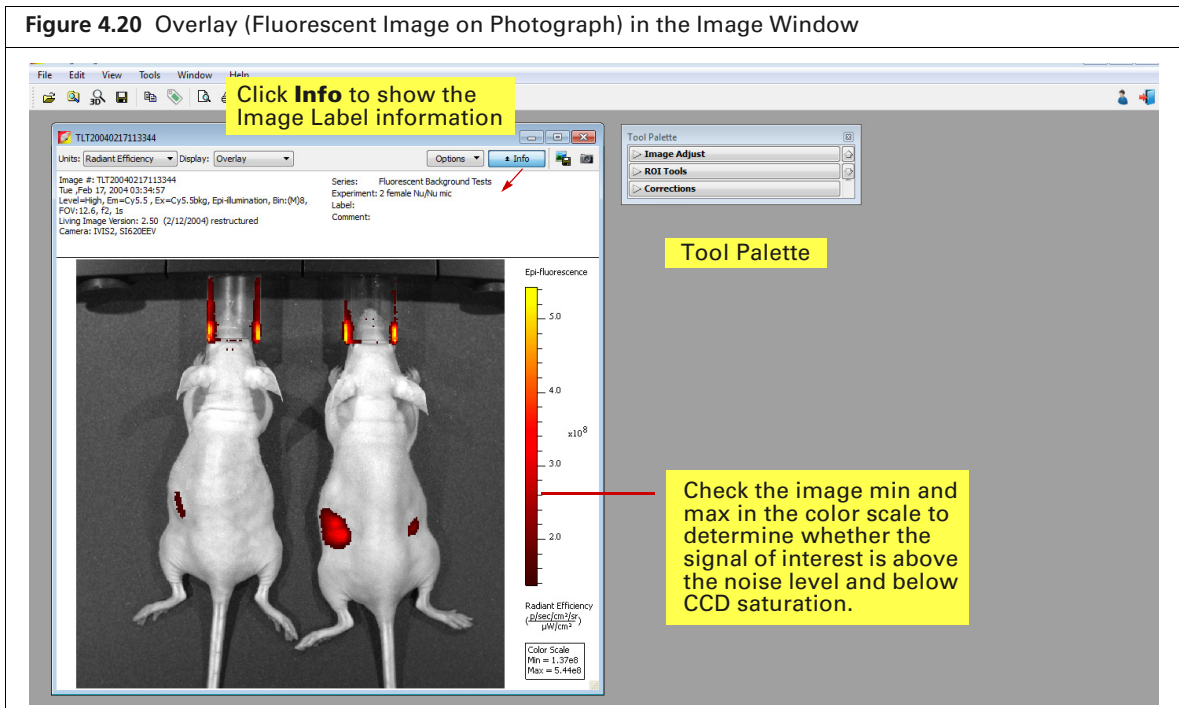 Figure 4.20 Overlay (Fluorescent Image on Photograph) in the Image Window
File Edit View Tools Window Help
Click Info to show the
Image Label information
TLT20040217113344
Units: Radiant Efficiency Display: Overlay Options Info
Image #: TLT20040217113344
Tue ,Feb 17, 2004 03:34:57
Level=High, Em=Cy5.5 , Ex=Cy5.5bkg, Epi-illumination, Bin:(M)8,
FOV:12.6, f2, 1s
Living Image Version: 2.50 (2/12/2004) restructured
Camera: IVIS2, SI620EEV
Series: Fluorescent Background Tests
Experiment: 2 female Nu/Nu mic
Label:
Comment:
Epi-fluorescence
5.0
4.0
x10⁸
3.0
2.0
Radiant Efficiency
(p/sec/cm²/sr
µW/cm²)
Color Scale
Min = 1.37e8
Max = 5.44e8
Tool Palette
Image Adjust
ROI Tools
Corrections
Tool Palette
Check the image min and
max in the color scale to
determine whether the
signal of interest is above
the noise level and below
CCD saturation.